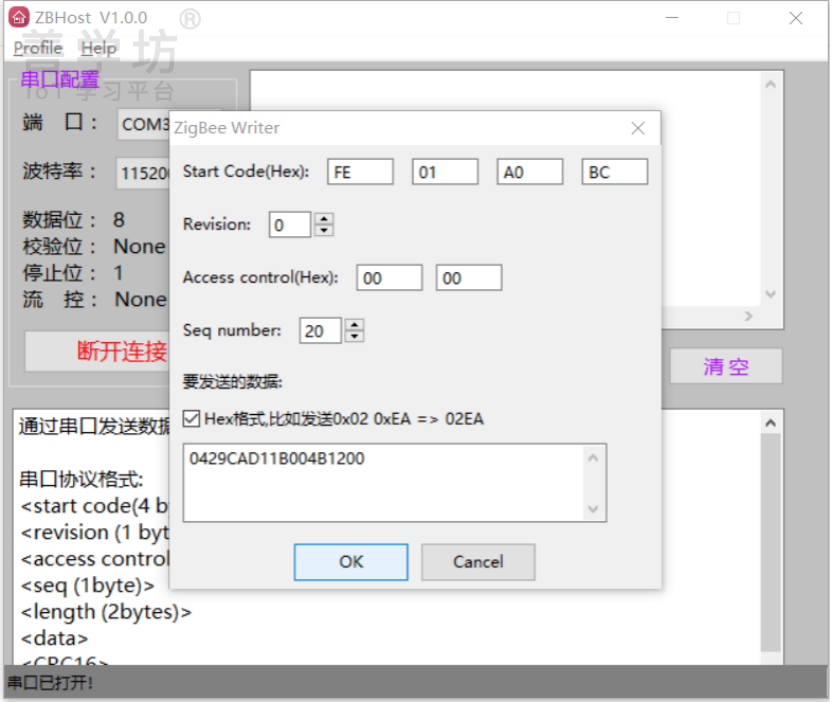 ZBHost V1.0.0
®
善学坊
IoT 学习平台
Profile Help
串口配置
端 口： COM3
波特率： 11520
数据位： 8
校验位： None
停止位： 1
流 控： None
断开连接
清空
ZigBee Writer
Start Code(Hex): FE 01 A0 BC
Revision: 0
Access control(Hex): 00 00
Seq number: 20
要发送的数据:
Hex格式,比如发送0x02 0xEA => 02EA
0429CAD11B004B1200
OK Cancel
通过串口发送数据
串口协议格式:
<start code(4 b
<revision (1 byt
<access control
<seq (1byte)>
<length (2bytes)>
<data>
<CRC16>
串口已打开!